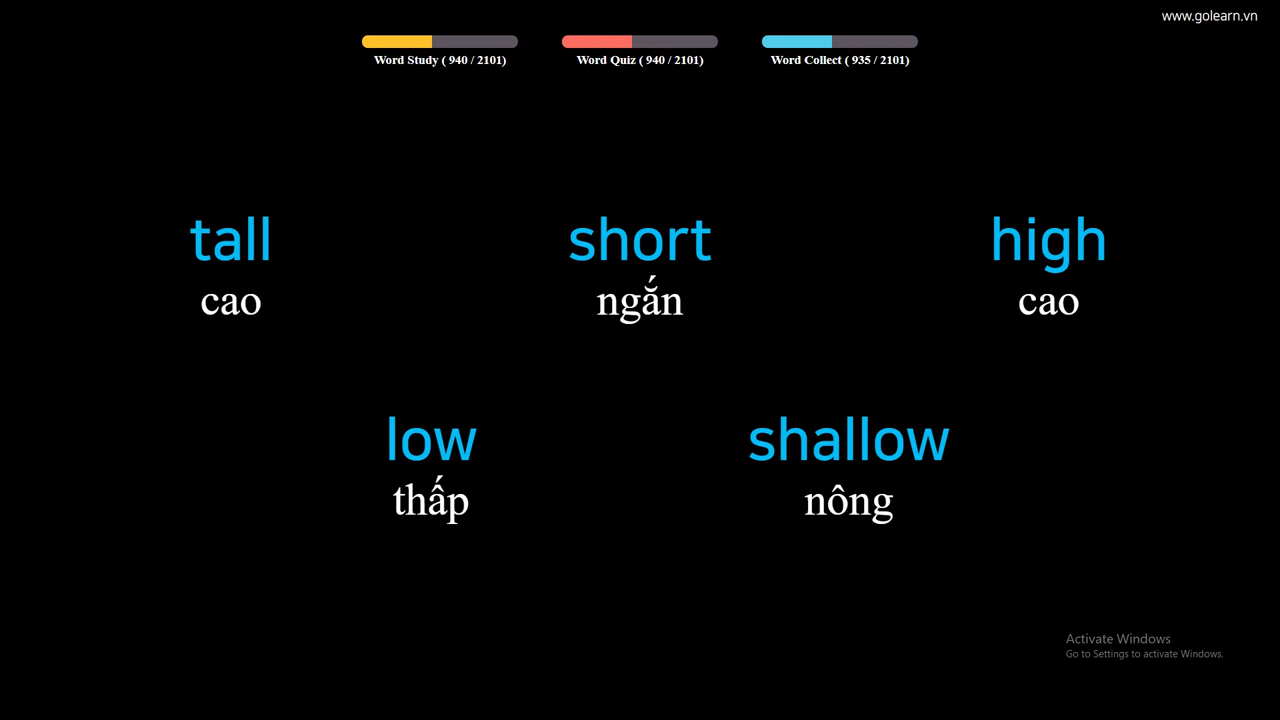 www.golearn.vn
Word Study ( 940 / 2101)
Word Quiz ( 940 / 2101)
Word Collect ( 935 / 2101)
tall
short
high
cao
ngắn
cao
low
shallow
thấp
nông
Activate Windows
Go to Settings to activate Windows.